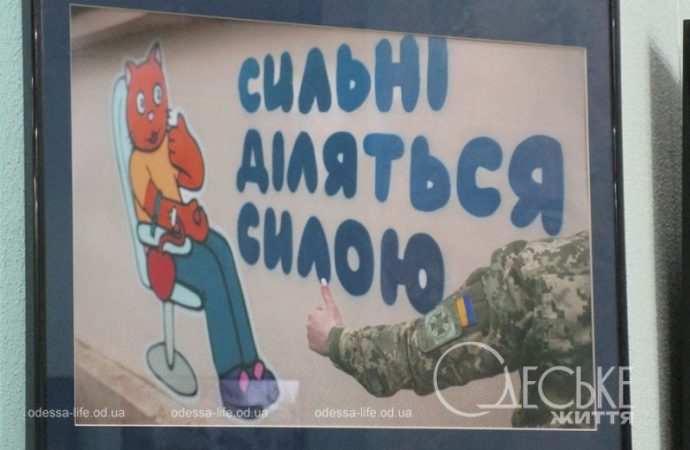 СИЛЬНІ
ДІЛЯТЬСЯ
СИЛОЮ
ОДЕСЬКЕ
ЖИТТЯ
odessa-life.od.ua odessa-life.od.ua odessa-life.od.ua